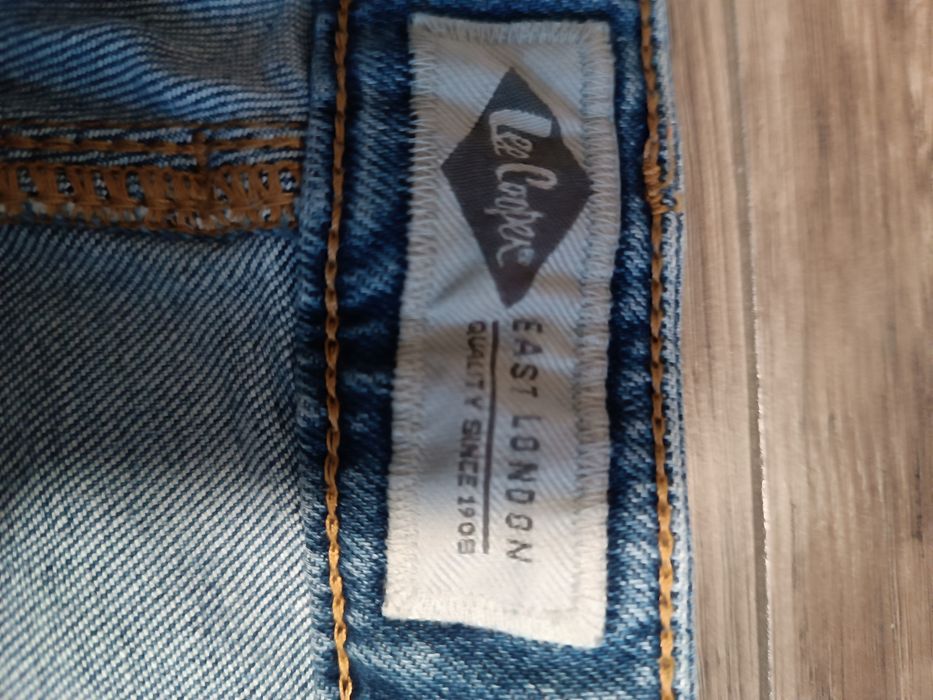 Lee Cooper®
EAST LONDON
QUALITY SINCE 1908